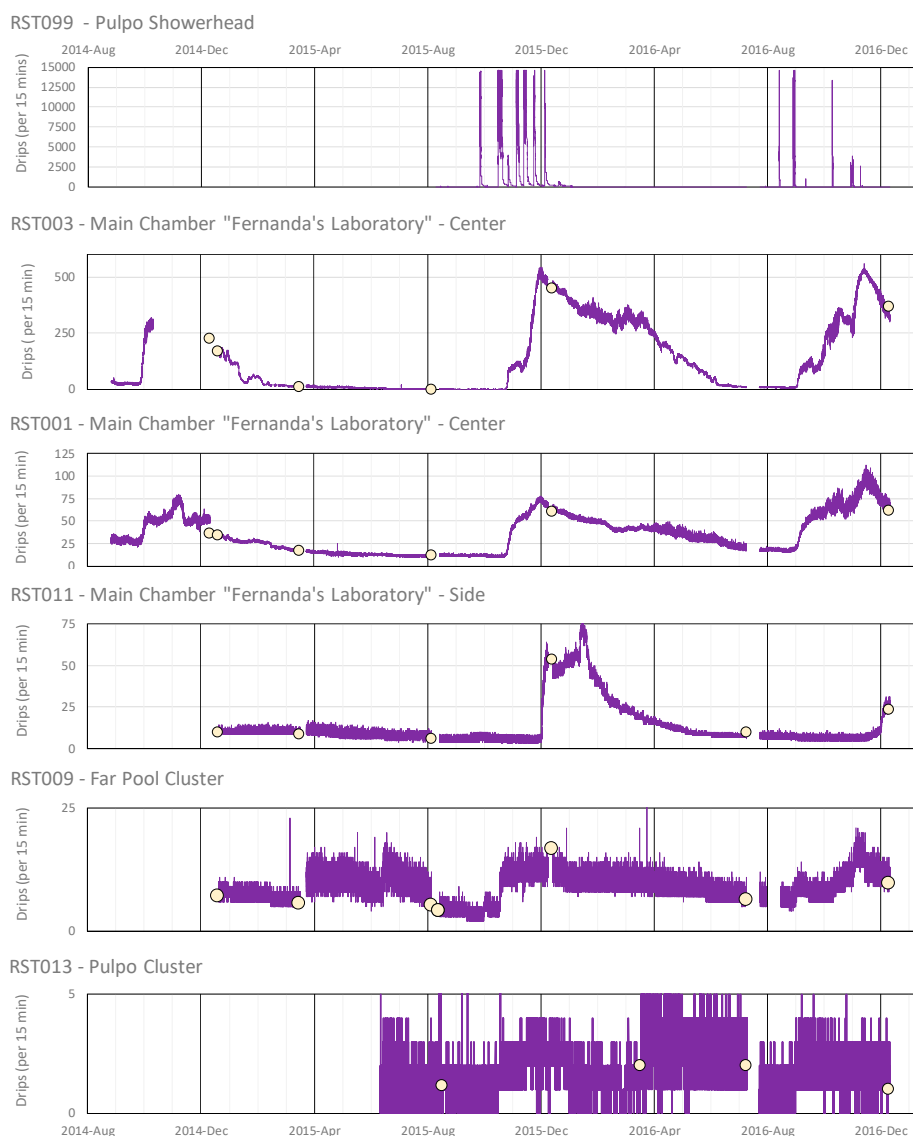 RST099 - Pulpo Showerhead
2014-Aug 2014-Dec 2015-Apr 2015-Aug 2015-Dec 2016-Apr 2016-Aug 2016-Dec
Drips (per 15 mins)
15000
12500
10000
7500
5000
2500
0
RST003 - Main Chamber "Fernanda's Laboratory" - Center
Drips ( per 15 min)
500
250
0
RST001 - Main Chamber "Fernanda's Laboratory" - Center
Drips (per 15 min)
125
100
75
50
25
0
RST011 - Main Chamber "Fernanda's Laboratory" - Side
Drips (per 15 min)
75
50
25
0
RST009 - Far Pool Cluster
Drips (per 15 min)
25
0
RST013 - Pulpo Cluster
Drips (per 15 min)
5
0
2014-Aug 2014-Dec 2015-Apr 2015-Aug 2015-Dec 2016-Apr 2016-Aug 2016-Dec